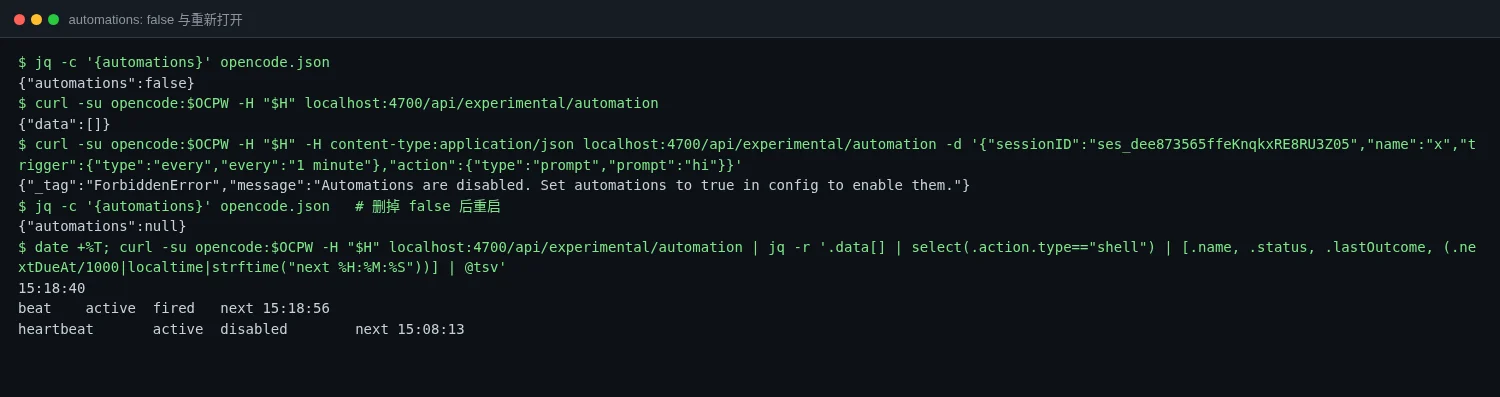 automations: false 与重新打开
$ jq -c '{automations}' opencode.json
{"automations":false}
$ curl -su opencode:$OCPW -H "$H" localhost:4700/api/experimental/automation
{"data":[]}
$ curl -su opencode:$OCPW -H "$H" -H content-type:application/json localhost:4700/api/experimental/automation -d '{"sessionID":"ses_dee873565ffeKnqkxRE8RU3Z05","name":"x","t
rigger":{"type":"every","every":"1 minute"},"action":{"type":"prompt","prompt":"hi"}}'
{"_tag":"ForbiddenError","message":"Automations are disabled. Set automations to true in config to enable them."}
$ jq -c '{automations}' opencode.json   # 删掉 false 后重启
{"automations":null}
$ date +%T; curl -su opencode:$OCPW -H "$H" localhost:4700/api/experimental/automation | jq -r '.data[] | select(.action.type=="shell") | [.name, .status, .lastOutcome, (.ne
xtDueAt/1000|localtime|strftime("next %H:%M:%S"))] | @tsv'
15:18:40
beat    active  fired   next 15:18:56
heartbeat       active  disabled        next 15:08:13